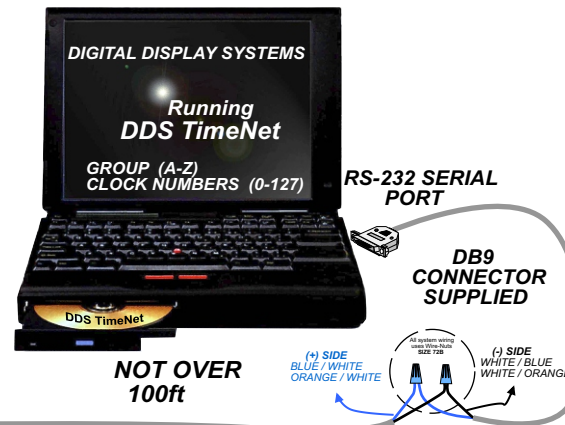 DIGITAL DISPLAY SYSTEMS
Running
DDS TimeNet
GROUP (A-Z)
CLOCK NUMBERS (0-127)
RS-232 SERIAL
PORT
DB9
CONNECTOR
SUPPLIED
DDS TimeNet
NOT OVER
100ft
All system wiring
uses Wire-Nuts
SIZE 72B
(+) SIDE
BLUE / WHITE
ORANGE / WHITE
(-) SIDE
WHITE / BLUE
WHITE / ORANGE